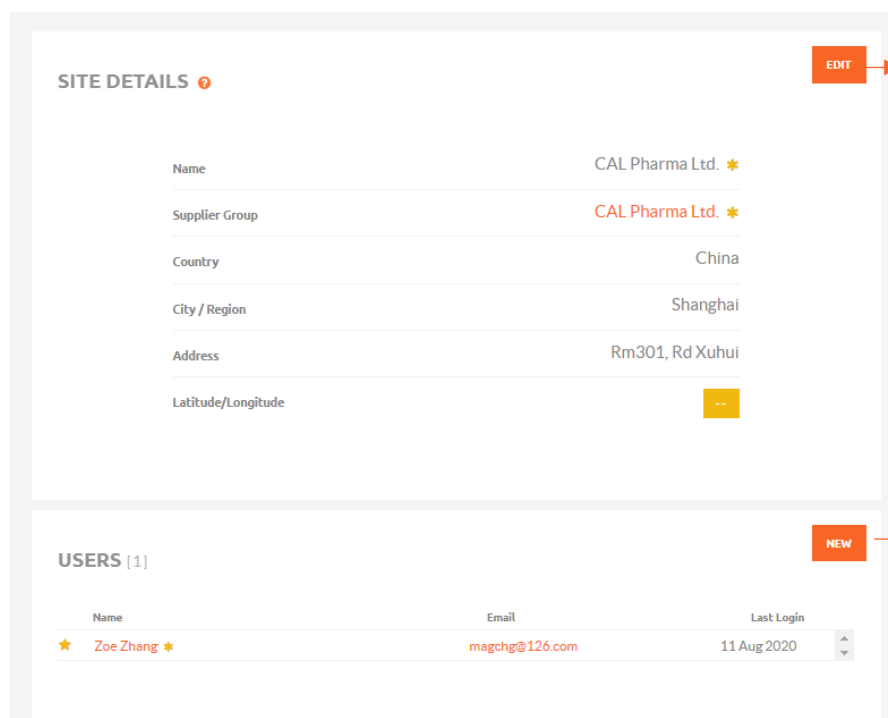 EDIT
SITE DETAILS ?
Name CAL Pharma Ltd. ✱
Supplier Group CAL Pharma Ltd. ✱
Country China
City / Region Shanghai
Address Rm301, Rd Xuhui
Latitude/Longitude --
NEW
USERS [1]
Name Email Last Login
★ Zoe Zhang ✱ magchg@126.com 11 Aug 2020